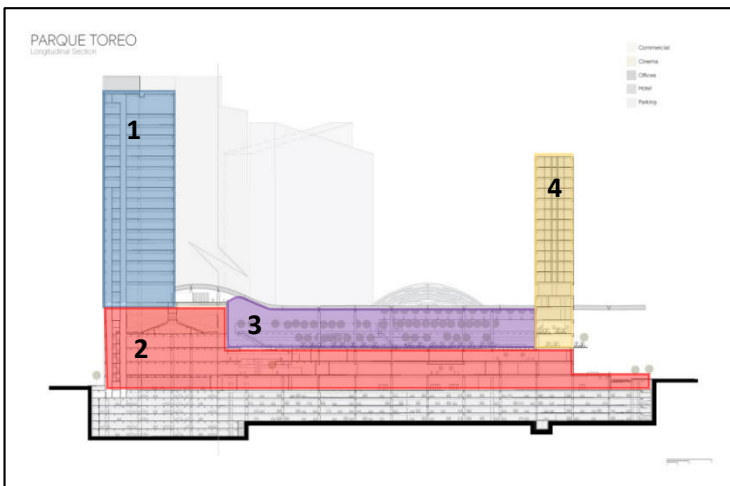 PARQUE TOREO
Longitudinal Section
Commercial
Cinema
Offices
Hotel
Parking
1
4
3
2